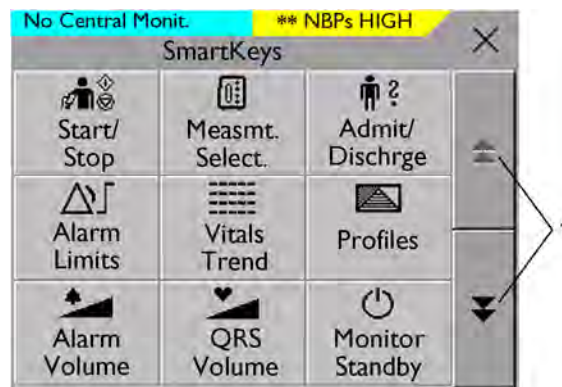 No Central Monit.
** NBPs HIGH
SmartKeys
Start/
Stop
Measmt.
Select.
Admit/
Dischrge
Alarm
Limits
Vitals
Trend
Profiles
Alarm
Volume
QRS
Volume
Monitor
Standby